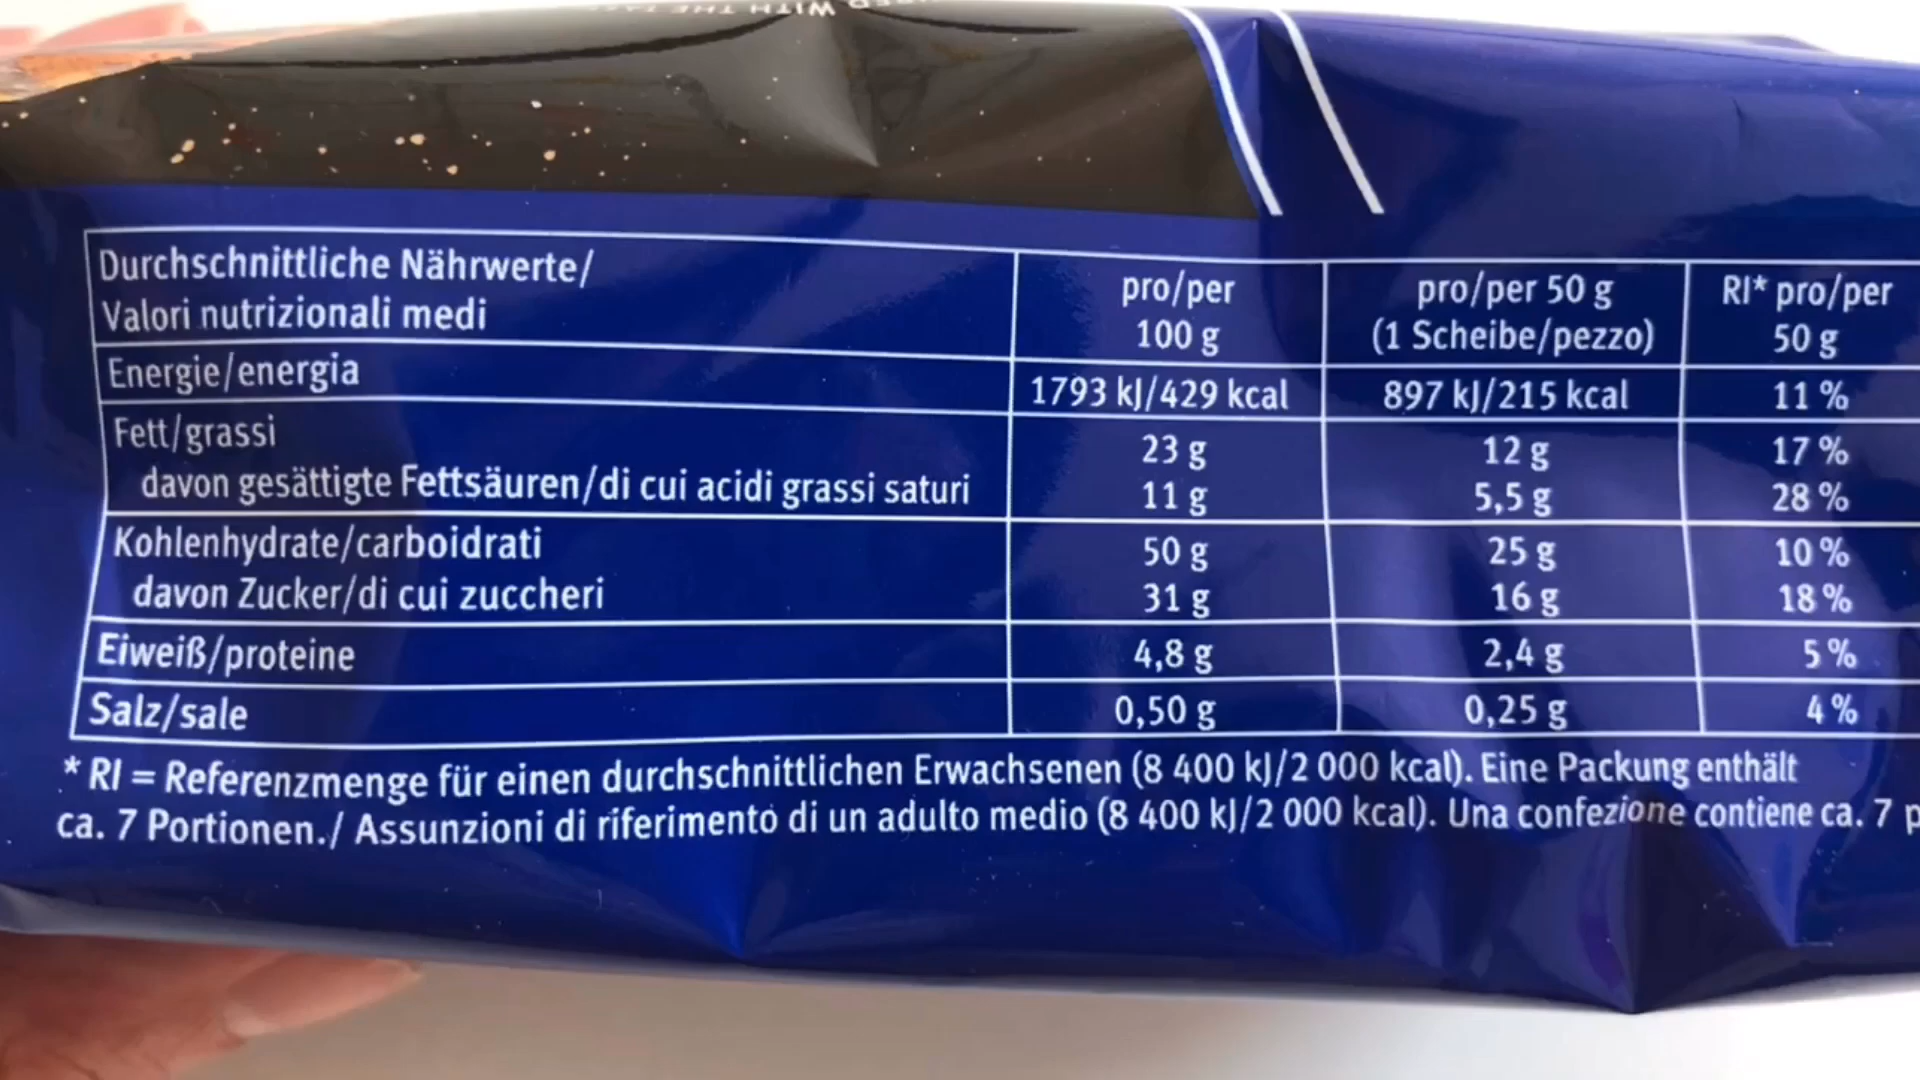 WITH THE
Durchschnittliche Nährwerte/
Valori nutrizionali medi
pro/per
100 g
pro/per 50 g
(1 Scheibe/pezzo)
RI* pro/per
50 g
Energie/energia 1793 kJ/429 kcal 897 kJ/215 kcal 11 %
Fett/grassi 23 g 12 g 17 %
davon gesättigte Fettsäuren/di cui acidi grassi saturi 11 g 5,5 g 28 %
Kohlenhydrate/carboidrati 50 g 25 g 10 %
davon Zucker/di cui zuccheri 31 g 16 g 18 %
Eiweiß/proteine 4,8 g 2,4 g 5 %
Salz/sale 0,50 g 0,25 g 4 %
* RI = Referenzmenge für einen durchschnittlichen Erwachsenen (8 400 kJ/2 000 kcal). Eine Packung enthält
ca. 7 Portionen./ Assunzioni di riferimento di un adulto medio (8 400 kJ/2 000 kcal). Una confezione contiene ca. 7 p